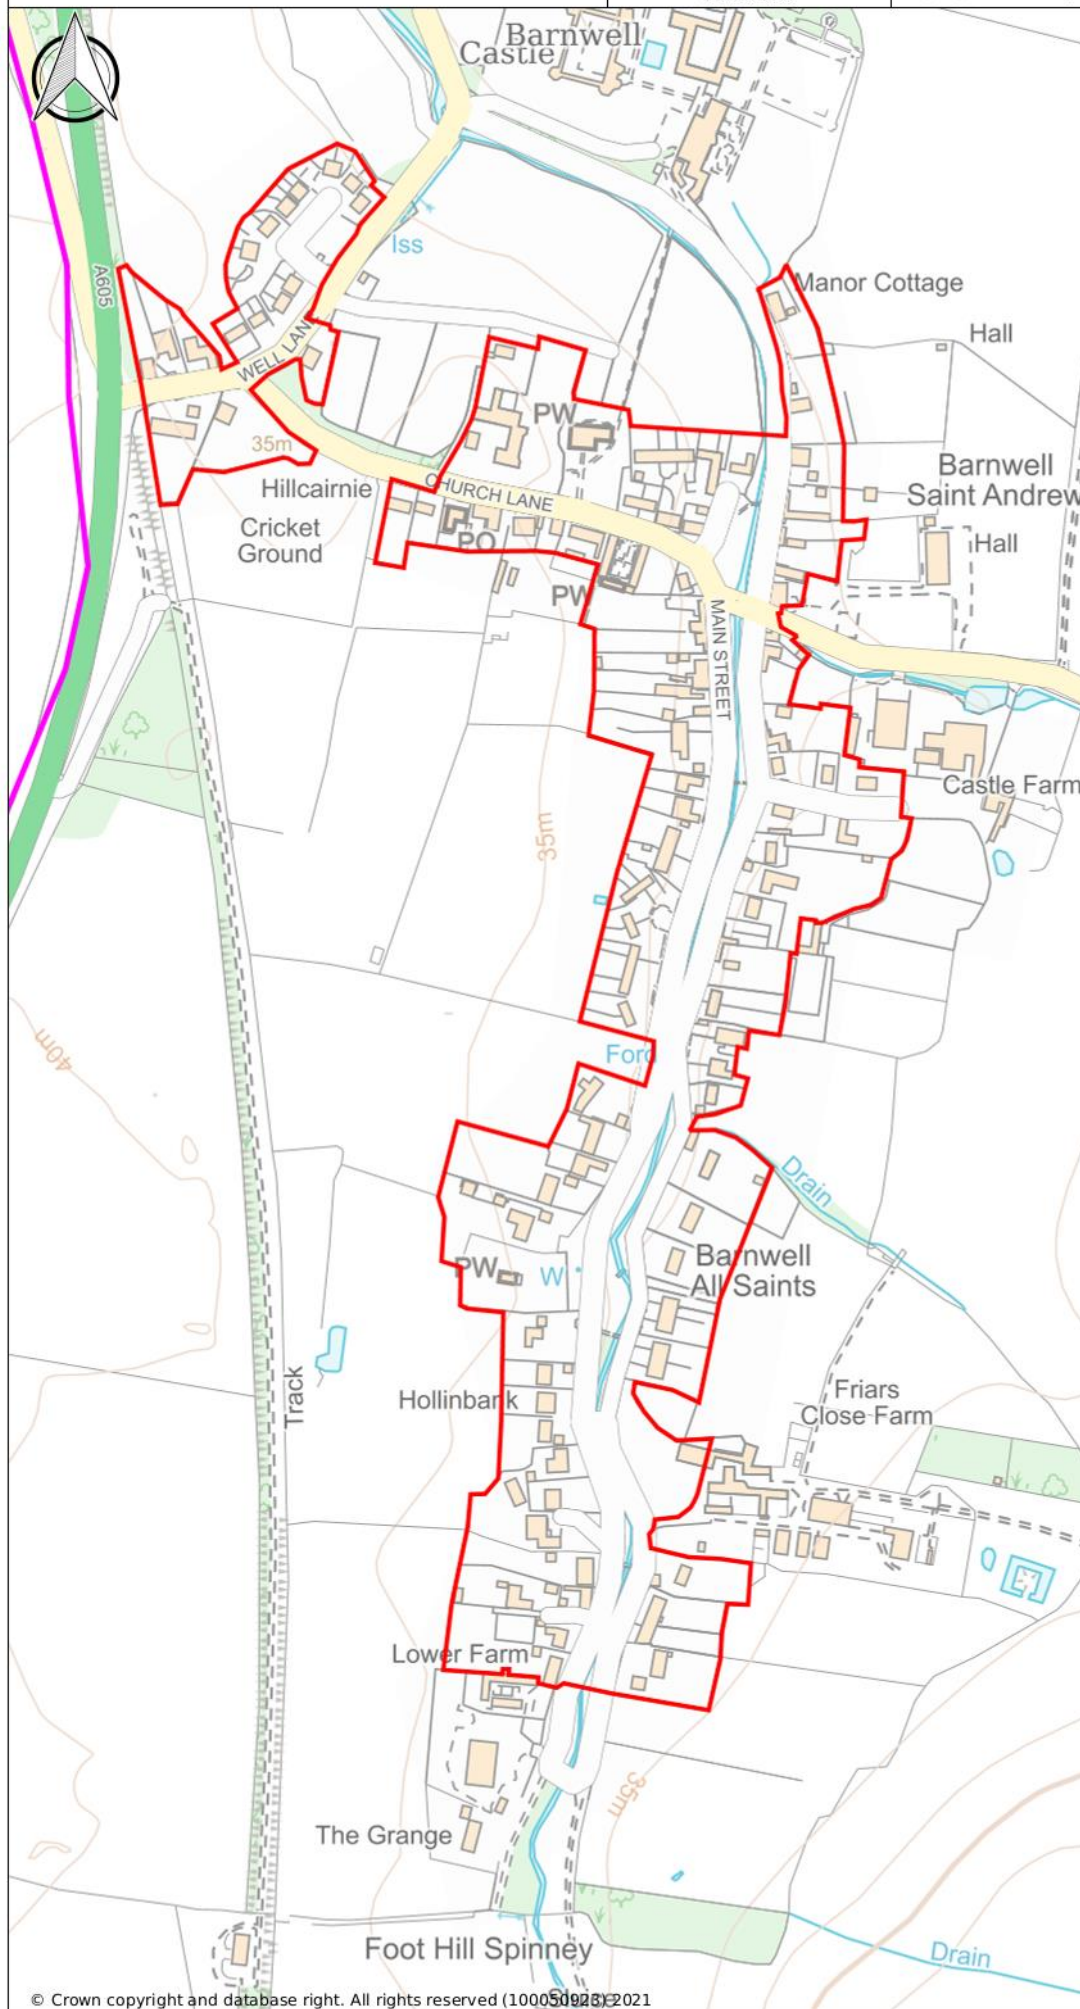 Barnwell
Castle
A605
Iss
Manor Cottage
Hall
WELL LANE
PW
35m
Barnwell
Saint Andrew
Hillcairnie
CHURCH LANE
Cricket
Ground
PO
Hall
PW
MAIN STREET
Castle Farm
35m
40m
Ford
Drain
Barnwell
All Saints
PW
W
Track
Hollinbank
Friars
Close Farm
Lower Farm
35m
The Grange
Foot Hill Spinney
Drain
© Crown copyright and database right. All rights reserved (100050923) 2021